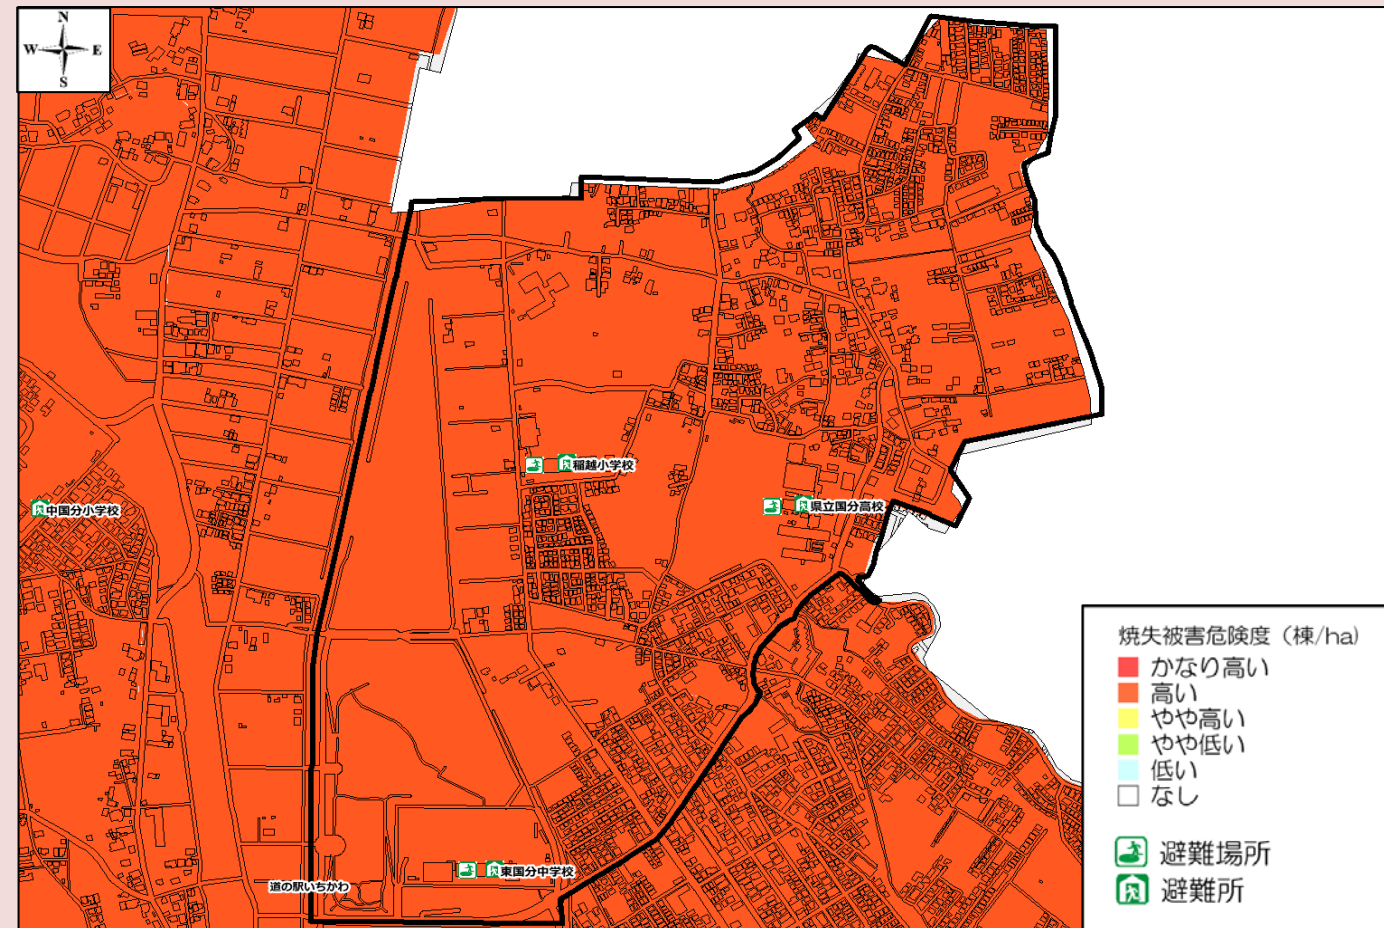 N
W E
S
稲越小学校
県立国分高校
中国分小学校
東国分中学校
道の駅いちかわ
焼失被害危険度（棟/ha）
かなり高い
高い
やや高い
やや低い
低い
なし
避難場所
避難所